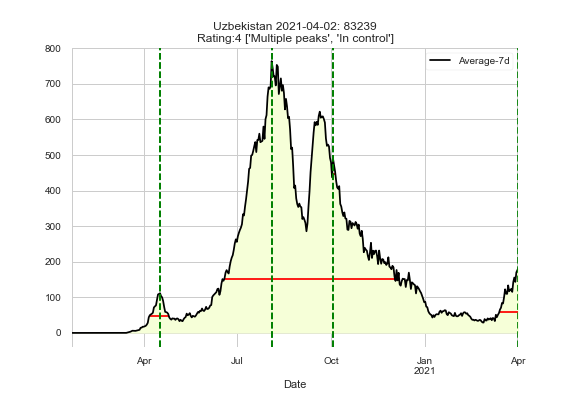 Uzbekistan 2021-04-02: 83239
Rating:4 ['Multiple peaks', 'In control']
Average-7d
800
700
600
500
400
300
200
100
0
Apr
Jul
Oct
Jan
2021
Apr
Date